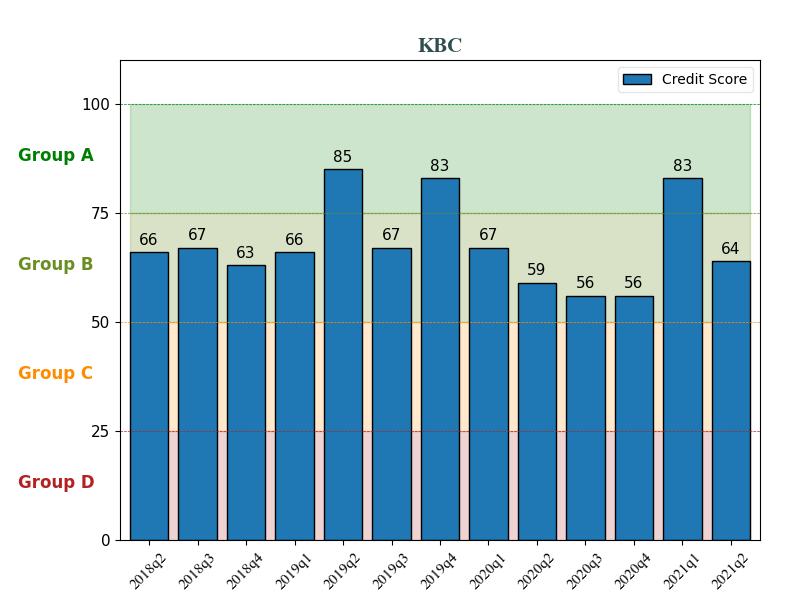 KBC
Credit Score
100
Group A
85
83
83
75
66
67
63
66
67
67
64
Group B
59
56
56
50
Group C
25
Group D
0
2018q2
2018q3
2018q4
2019q1
2019q2
2019q3
2019q4
2020q1
2020q2
2020q3
2020q4
2021q1
2021q2